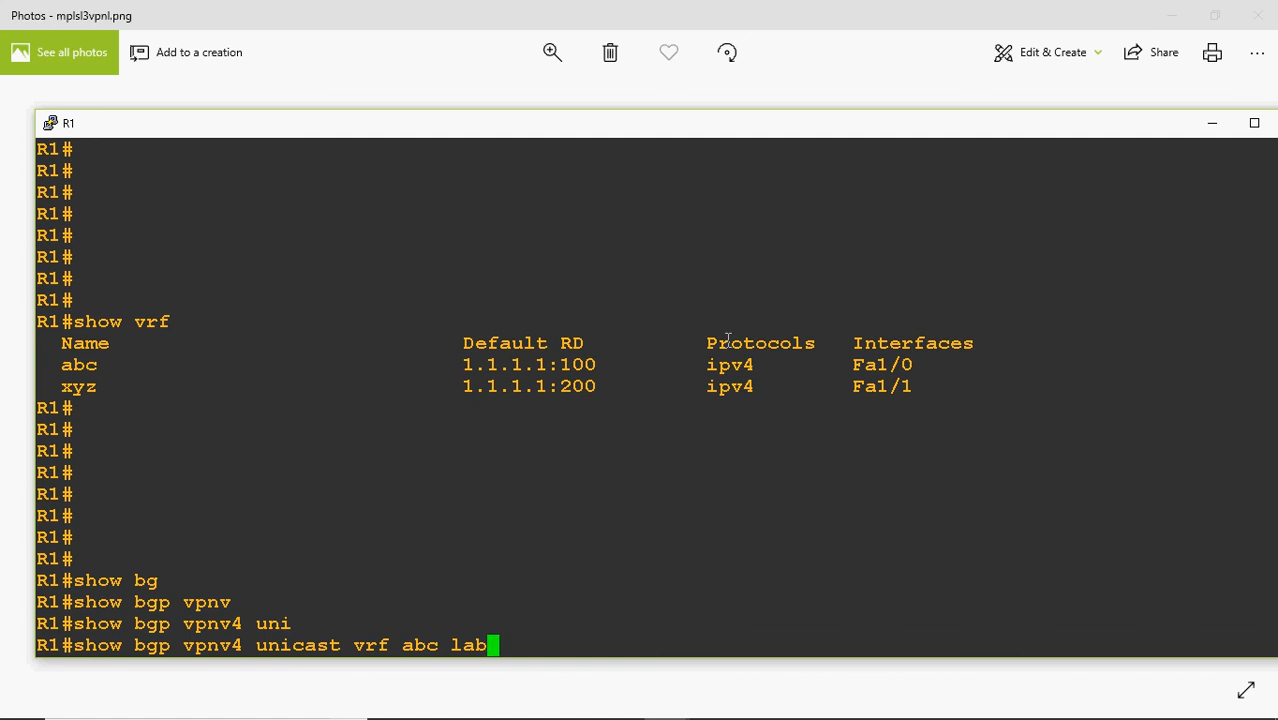 Photos - mplsl3vpnl.png
See all photos
Add to a creation
Edit & Create
Share
R1
R1#
R1#
R1#
R1#
R1#
R1#
R1#
R1#
R1#show vrf
Name Default RD Protocols Interfaces
abc 1.1.1.1:100 ipv4 Fa1/0
xyz 1.1.1.1:200 ipv4 Fa1/1
R1#
R1#
R1#
R1#
R1#
R1#
R1#
R1#
R1#show bg
R1#show bgp vpnv
R1#show bgp vpnv4 uni
R1#show bgp vpnv4 unicast vrf abc lab